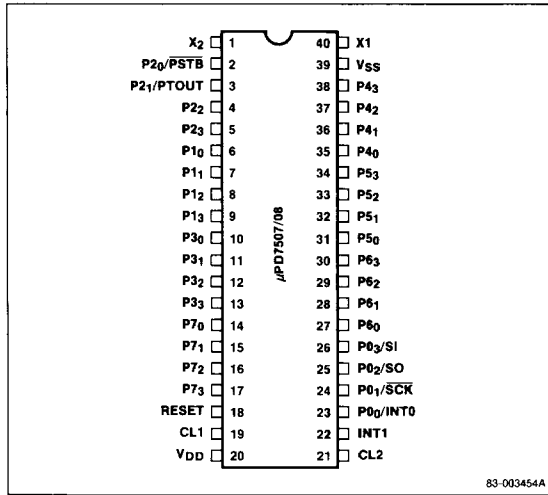 X2 1 40 X1
P20/PSTB 2 39 VSS
P21/PTOUT 3 38 P43
P22 4 37 P42
P23 5 36 P41
P10 6 35 P40
P11 7 34 P53
P12 8 33 P52
P13 9 32 P51
P30 10 31 P50
P31 11 30 P63
P32 12 29 P62
P33 13 28 P61
P70 14 27 P60
P71 15 26 P03/SI
P72 16 25 P02/SO
P73 17 24 P01/SCK
RESET 18 23 P00/INT0
CL1 19 22 INT1
VDD 20 21 CL2
μPD7507/08
83-003454A